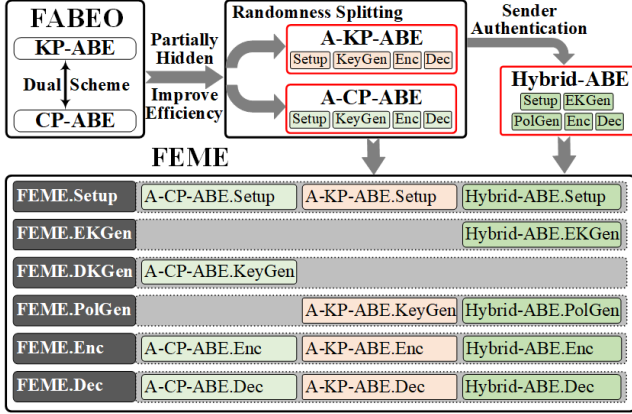 FABEO
KP-ABE
Dual Scheme
CP-ABE
Partially
Hidden
Improve
Efficiency
Randomness Splitting
A-KP-ABE
Setup KeyGen Enc Dec
A-CP-ABE
Setup KeyGen Enc Dec
Sender
Authentication
Hybrid-ABE
Setup EKGen
PolGen Enc Dec
FEME
FEME.Setup A-CP-ABE.Setup A-KP-ABE.Setup Hybrid-ABE.Setup
FEME.EKGen Hybrid-ABE.EKGen
FEME.DKGen A-CP-ABE.KeyGen
FEME.PolGen A-KP-ABE.KeyGen Hybrid-ABE.PolGen
FEME.Enc A-CP-ABE.Enc A-KP-ABE.Enc Hybrid-ABE.Enc
FEME.Dec A-CP-ABE.Dec A-KP-ABE.Dec Hybrid-ABE.Dec